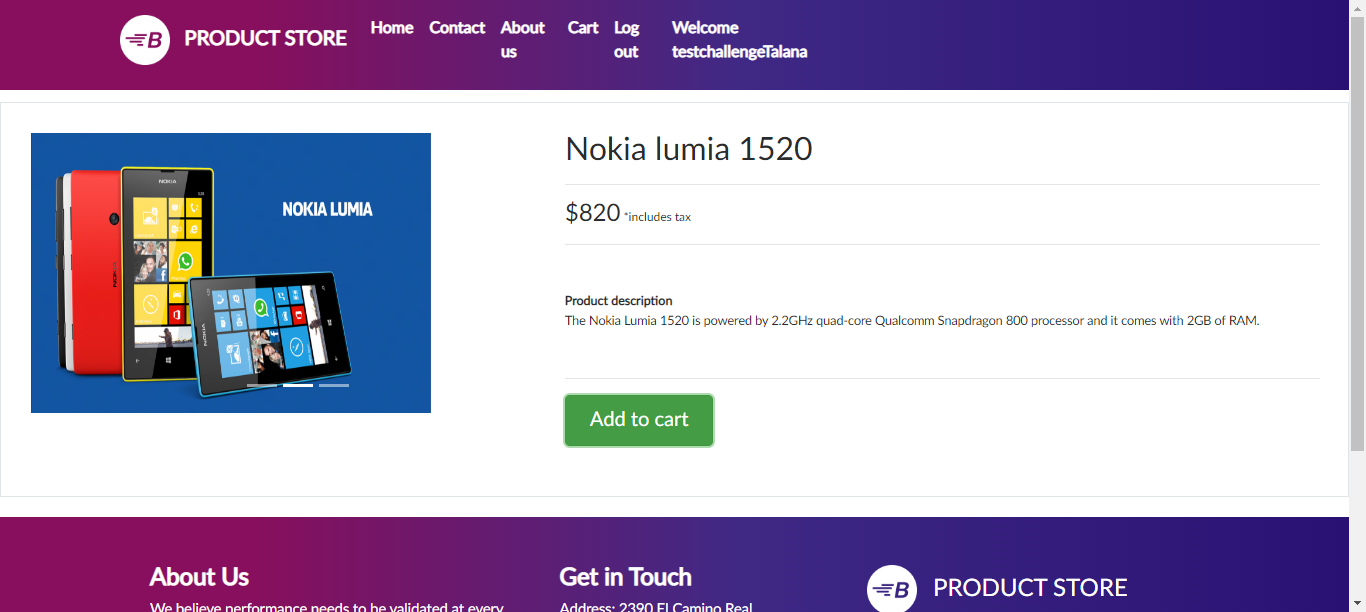 B PRODUCT STORE
Home
Contact
About
us
Cart
Log
out
Welcome
testchallengeTalana
NOKIA LUMIA
NOKIA
NOKIA
NOKIA
Nokia lumia 1520
$820 *includes tax
Product description
The Nokia Lumia 1520 is powered by 2.2GHz quad-core Qualcomm Snapdragon 800 processor and it comes with 2GB of RAM.
Add to cart
About Us
We believe performance needs to be validated at every
Get in Touch
Address: 2390 El Camino Real
B PRODUCT STORE